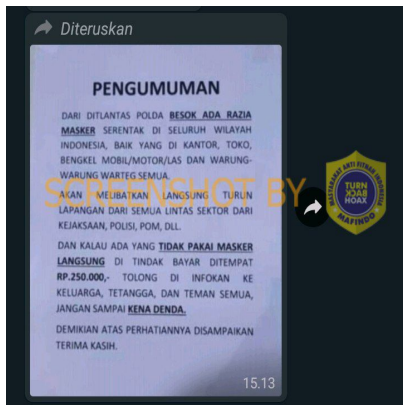 Diteruskan
PENGUMUMAN
DARI DITLANTAS POLDA BESOK ADA RAZIA
MASKER SERENTAK DI SELURUH WILAYAH
INDONESIA, BAIK YANG DI KANTOR, TOKO,
BENGKEL MOBIL/MOTOR/LAS DAN WARUNG-
WARUNG WARTEG SEMUA.
AKAN MELIBATKAN LANGSUNG TURUN
LAPANGAN DARI SEMUA LINTAS SEKTOR DARI
KEJAKSAAN, POLISI, POM, DLL.
DAN KALAU ADA YANG TIDAK PAKAI MASKER
LANGSUNG DI TINDAK BAYAR DITEMPAT
RP.250.000,- TOLONG DI INFOKAN KE
KELUARGA, TETANGGA, DAN TEMAN SEMUA,
JANGAN SAMPAI KENA DENDA.
DEMIKIAN ATAS PERHATIANNYA DISAMPAIKAN
TERIMA KASIH.
15.13
SCREENSHOT BY
MASYARAKAT ANTI FITNAH INDONESIA
TURN
BACK
HOAX
MAFINDO